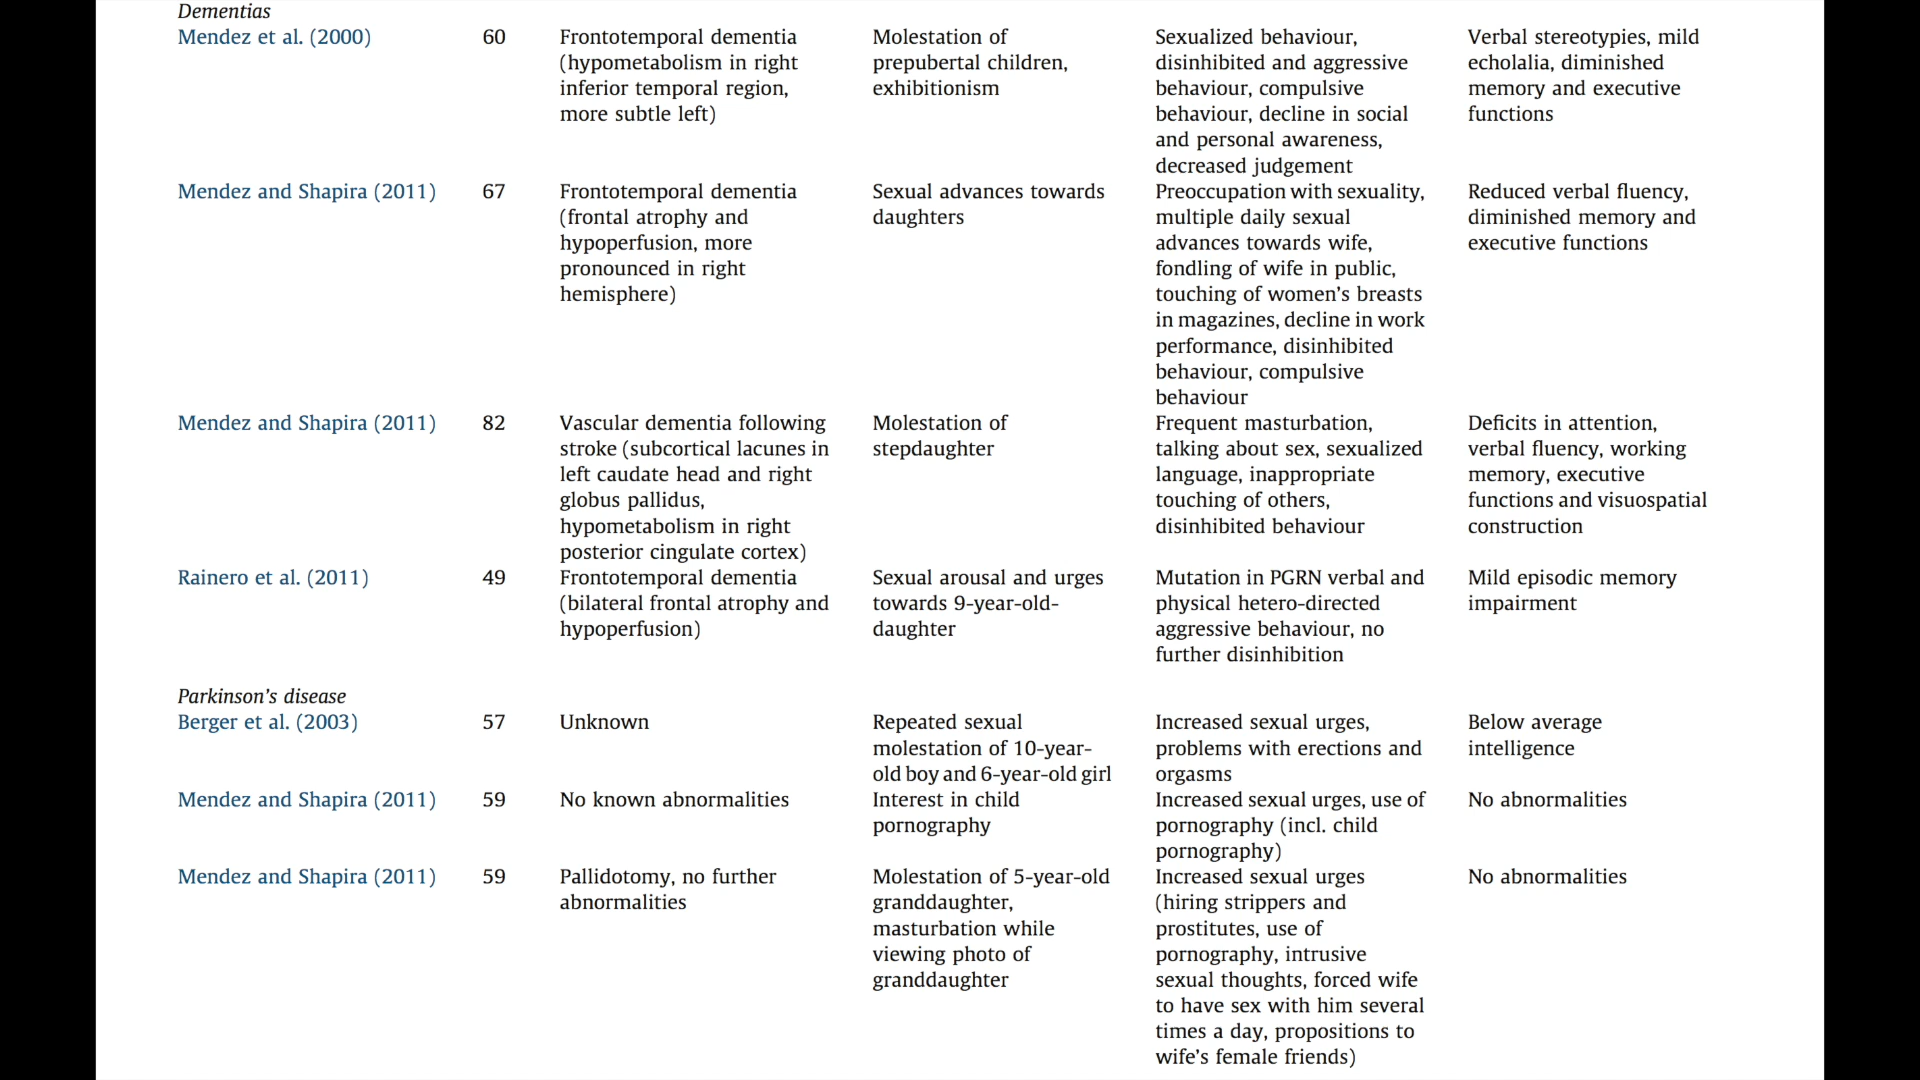 Dementias
Mendez et al. (2000)
60
Frontotemporal dementia
(hypometabolism in right
inferior temporal region,
more subtle left)
Molestation of
prepubertal children,
exhibitionism
Sexualized behaviour,
disinhibited and aggressive
behaviour, compulsive
behaviour, decline in social
and personal awareness,
decreased judgement
Verbal stereotypies, mild
echolalia, diminished
memory and executive
functions
Mendez and Shapira (2011)
67
Frontotemporal dementia
(frontal atrophy and
hypoperfusion, more
pronounced in right
hemisphere)
Sexual advances towards
daughters
Preoccupation with sexuality,
multiple daily sexual
advances towards wife,
fondling of wife in public,
touching of women's breasts
in magazines, decline in work
performance, disinhibited
behaviour, compulsive
behaviour
Reduced verbal fluency,
diminished memory and
executive functions
Mendez and Shapira (2011)
82
Vascular dementia following
stroke (subcortical lacunes in
left caudate head and right
globus pallidus,
hypometabolism in right
posterior cingulate cortex)
Molestation of
stepdaughter
Frequent masturbation,
talking about sex, sexualized
language, inappropriate
touching of others,
disinhibited behaviour
Deficits in attention,
verbal fluency, working
memory, executive
functions and visuospatial
construction
Rainero et al. (2011)
49
Frontotemporal dementia
(bilateral frontal atrophy and
hypoperfusion)
Sexual arousal and urges
towards 9-year-old-
daughter
Mutation in PGRN verbal and
physical hetero-directed
aggressive behaviour, no
further disinhibition
Mild episodic memory
impairment
Parkinson's disease
Berger et al. (2003)
57
Unknown
Repeated sexual
molestation of 10-year-
old boy and 6-year-old girl
Increased sexual urges,
problems with erections and
orgasms
Below average
intelligence
Mendez and Shapira (2011)
59
No known abnormalities
Interest in child
pornography
Increased sexual urges, use of
pornography (incl. child
pornography)
No abnormalities
Mendez and Shapira (2011)
59
Pallidotomy, no further
abnormalities
Molestation of 5-year-old
granddaughter,
masturbation while
viewing photo of
granddaughter
Increased sexual urges
(hiring strippers and
prostitutes, use of
pornography, intrusive
sexual thoughts, forced wife
to have sex with him several
times a day, propositions to
wife's female friends)
No abnormalities